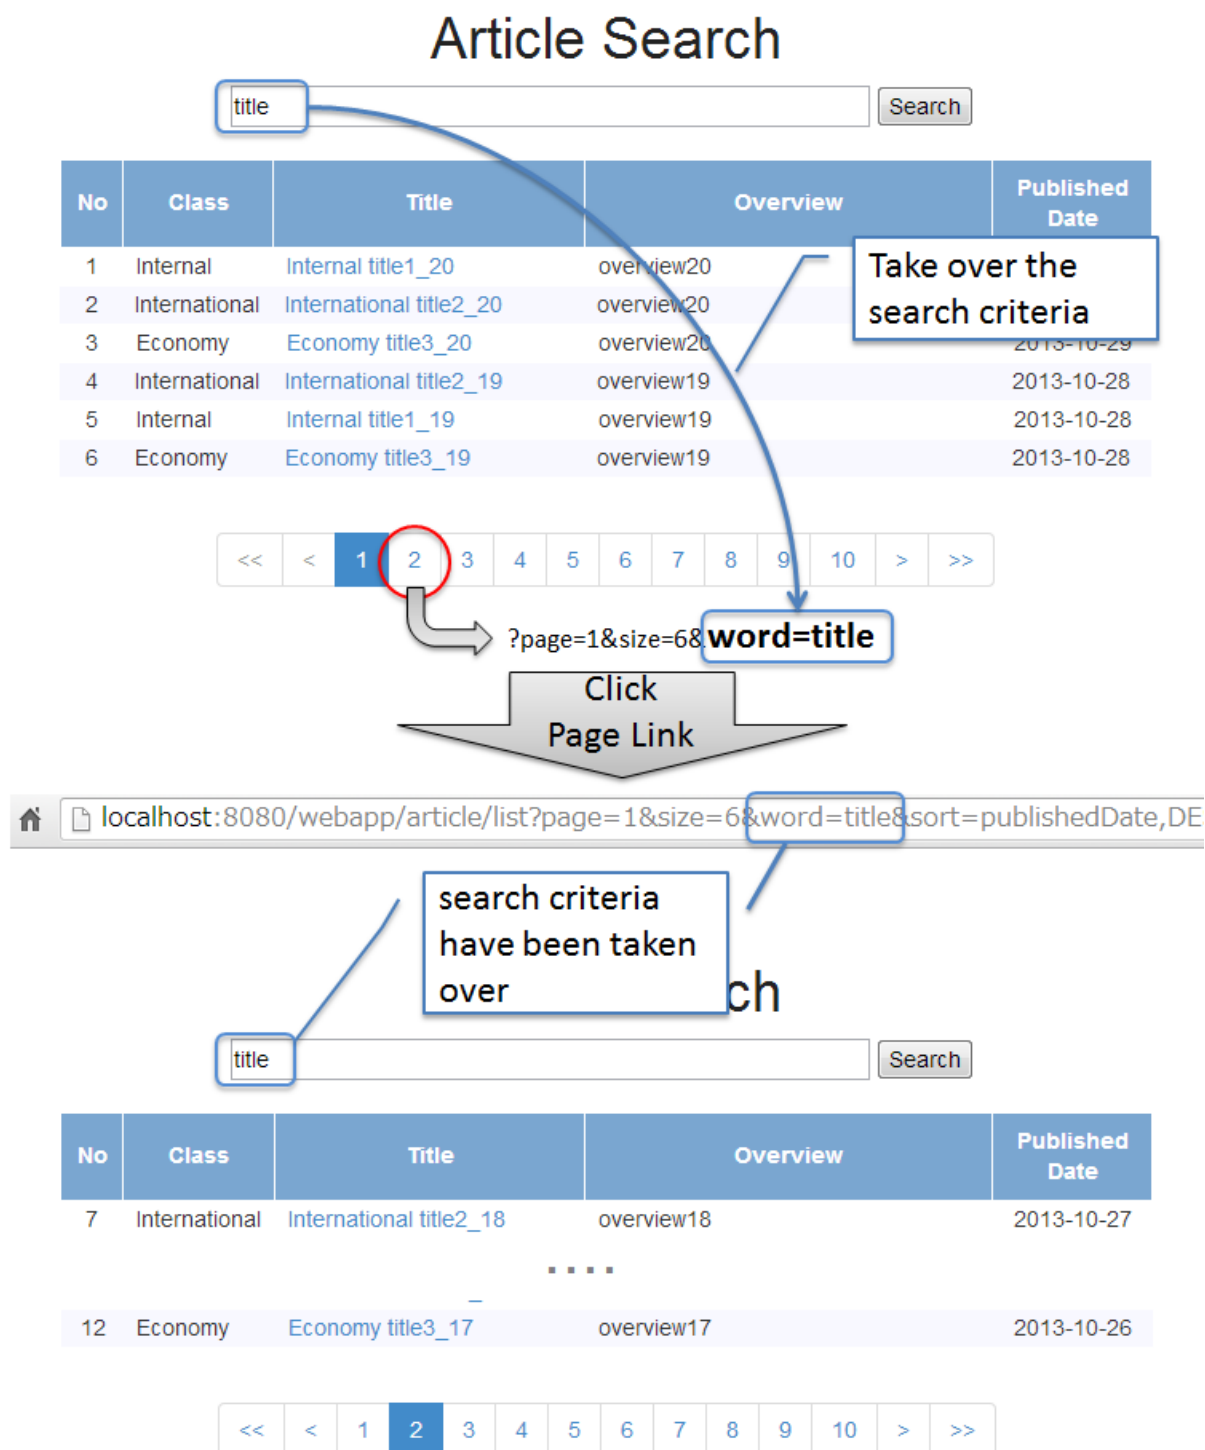 Article Search
title Search
No Class Title Overview Published Date
1 Internal Internal title1_20 overview20
2 International International title2_20 overview20
3 Economy Economy title3_20 overview20 2013-10-29
4 International International title2_19 overview19 2013-10-28
5 Internal Internal title1_19 overview19 2013-10-28
6 Economy Economy title3_19 overview19 2013-10-28
Take over the
search criteria
<< < 1 2 3 4 5 6 7 8 9 10 > >>
?page=1&size=6&word=title
Click
Page Link
localhost:8080/webapp/article/list?page=1&size=6&word=title&sort=publishedDate,DE
search criteria
have been taken
over
ch
title Search
No Class Title Overview Published Date
7 International International title2_18 overview18 2013-10-27
....
12 Economy Economy title3_17 overview17 2013-10-26
<< < 1 2 3 4 5 6 7 8 9 10 > >>